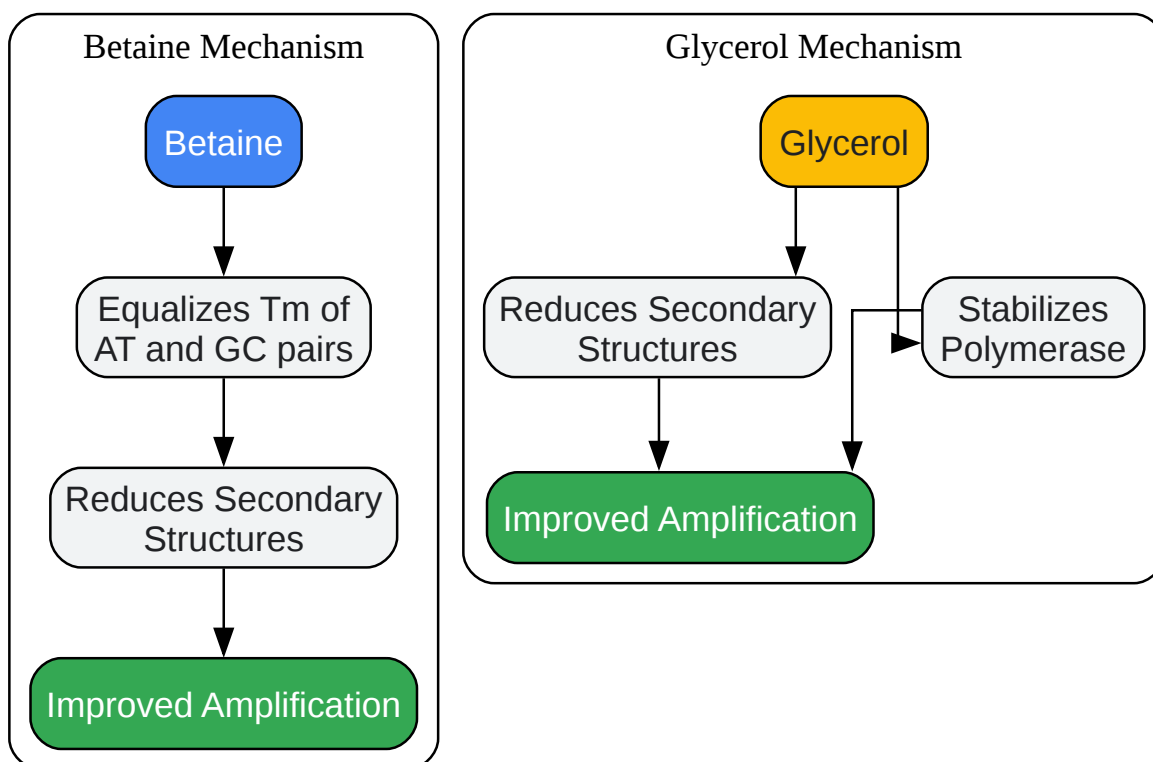 Betaine Mechanism
Betaine
Equalizes Tm of
AT and GC pairs
Reduces Secondary
Structures
Improved Amplification
Glycerol Mechanism
Glycerol
Reduces Secondary
Structures
Stabilizes
Polymerase
Improved Amplification